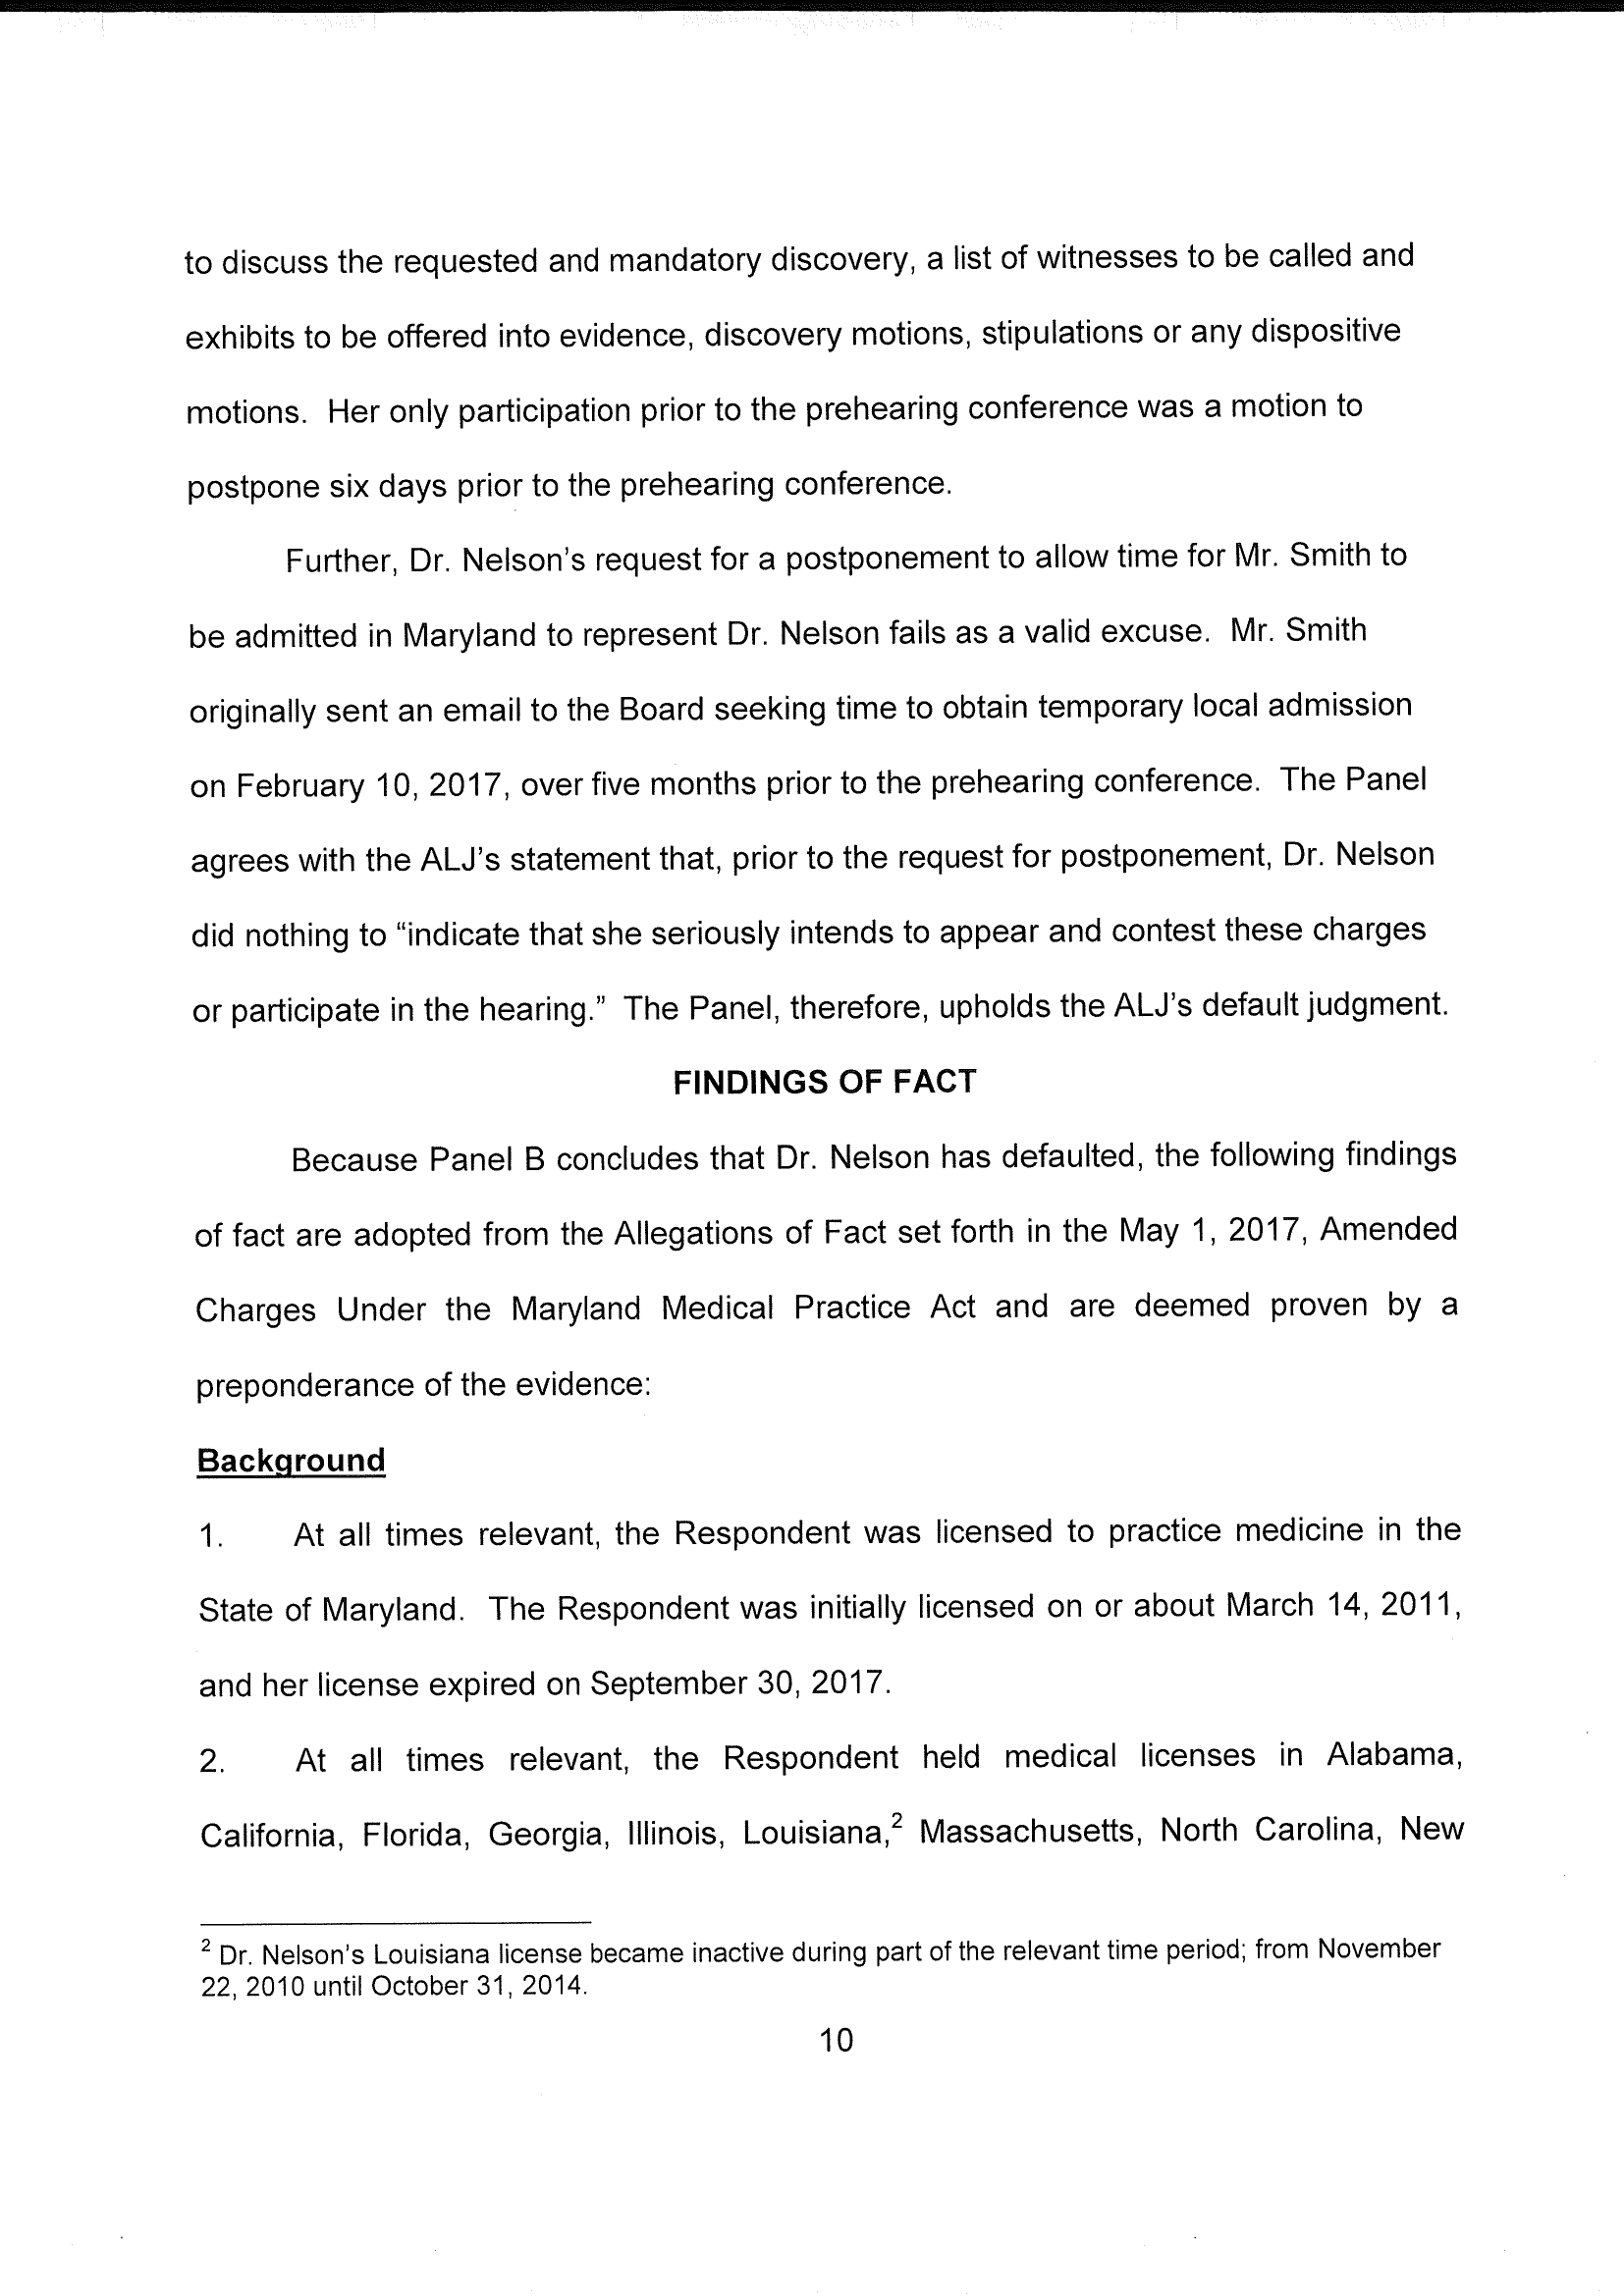 to discuss the requested and mandatory discovery, a list of witnesses to be called and
exhibits to be offered into evidence, discovery motions, stipulations or any dispositive
motions. Her only participation prior to the prehearing conference was a motion to
postpone six days prior to the prehearing conference.
Further, Dr. Nelson's request for a postponement to allow time for Mr. Smith to
be admitted in Maryland to represent Dr. Nelson fails as a valid excuse. Mr. Smith
originally sent an email to the Board seeking time to obtain temporary local admission
on February 10, 2017, over five months prior to the prehearing conference. The Panel
agrees with the ALJ's statement that, prior to the request for postponement, Dr. Nelson
did nothing to “indicate that she seriously intends to appear and contest these charges
or participate in the hearing.” The Panel, therefore, upholds the ALJ's default judgment.
FINDINGS OF FACT
Because Panel B concludes that Dr. Nelson has defaulted, the following findings
of fact are adopted from the Allegations of Fact set forth in the May 1, 2017, Amended
Charges Under the Maryland Medical Practice Act and are deemed proven by a
preponderance of the evidence:
Background
1. At all times relevant, the Respondent was licensed to practice medicine in the
State of Maryland. The Respondent was initially licensed on or about March 14, 2011,
and her license expired on September 30, 2017.
2. At all times relevant, the Respondent held medical licenses in Alabama,
California, Florida, Georgia, Illinois, Louisiana,² Massachusetts, North Carolina, New
² Dr. Nelson's Louisiana license became inactive during part of the relevant time period; from November
22, 2010 until October 31, 2014.
10